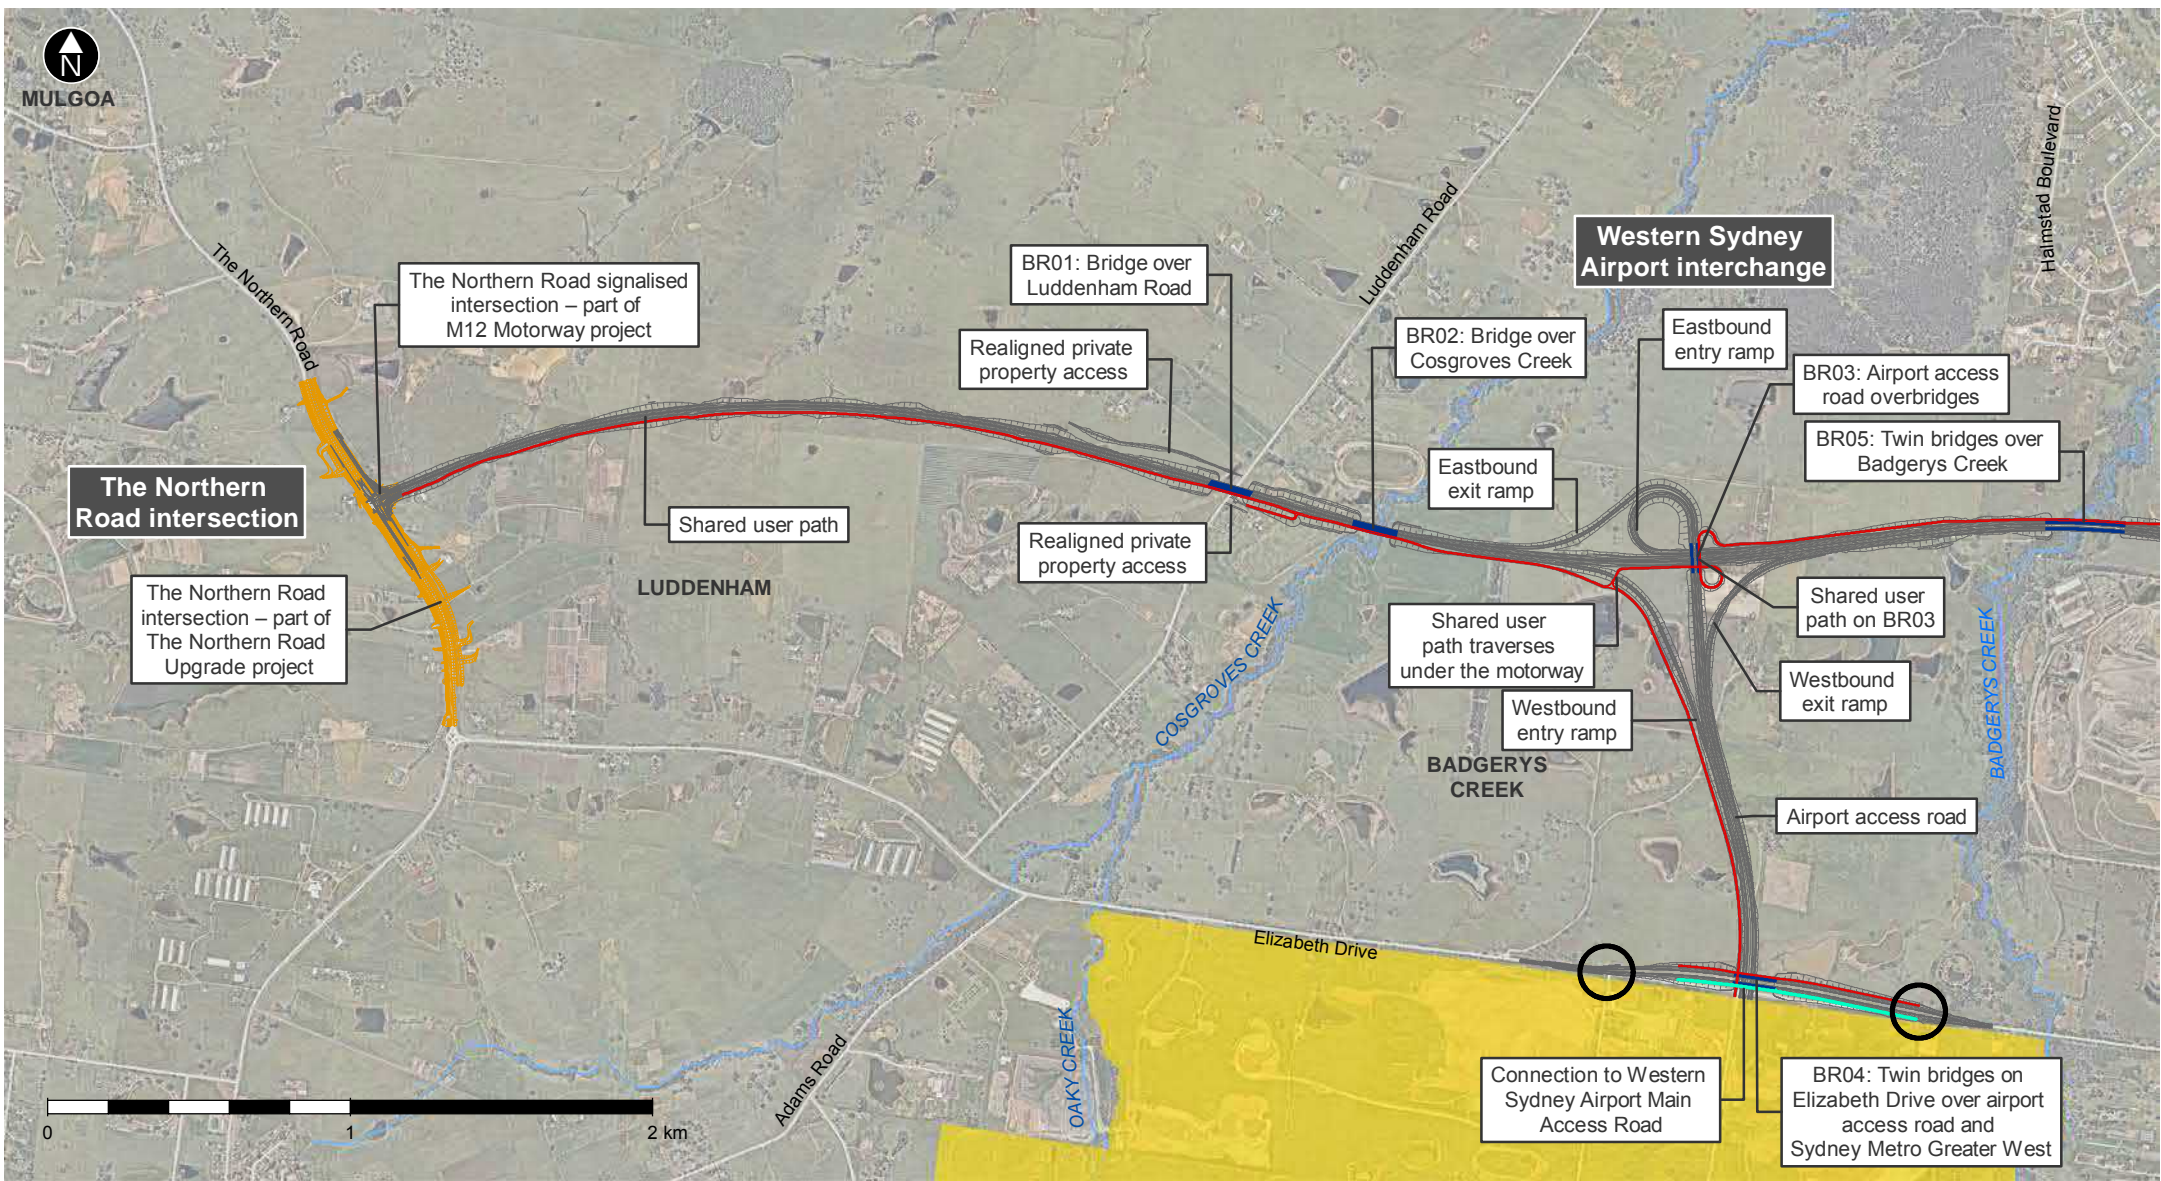 N
MULGOA
The Northern Road
The Northern Road signalised
intersection – part of
M12 Motorway project
BR01: Bridge over
Luddenham Road
Luddenham Road
Western Sydney
Airport interchange
Halmstad Boulevard
Realigned private
property access
BR02: Bridge over
Cosgroves Creek
Eastbound
entry ramp
BR03: Airport access
road overbridges
BR05: Twin bridges over
Badgerys Creek
Eastbound
exit ramp
The Northern
Road intersection
Shared user path
Realigned private
property access
The Northern Road
intersection – part of
The Northern Road
Upgrade project
LUDDENHAM
COSGROVES CREEK
Shared user
path traverses
under the motorway
Shared user
path on BR03
BADGERYS CREEK
Westbound
entry ramp
Westbound
exit ramp
BADGERYS
CREEK
Airport access road
Elizabeth Drive
Adams Road
OAKY CREEK
Connection to Western
Sydney Airport Main
Access Road
BR04: Twin bridges on
Elizabeth Drive over airport
access road and
Sydney Metro Greater West
0 1 2 km